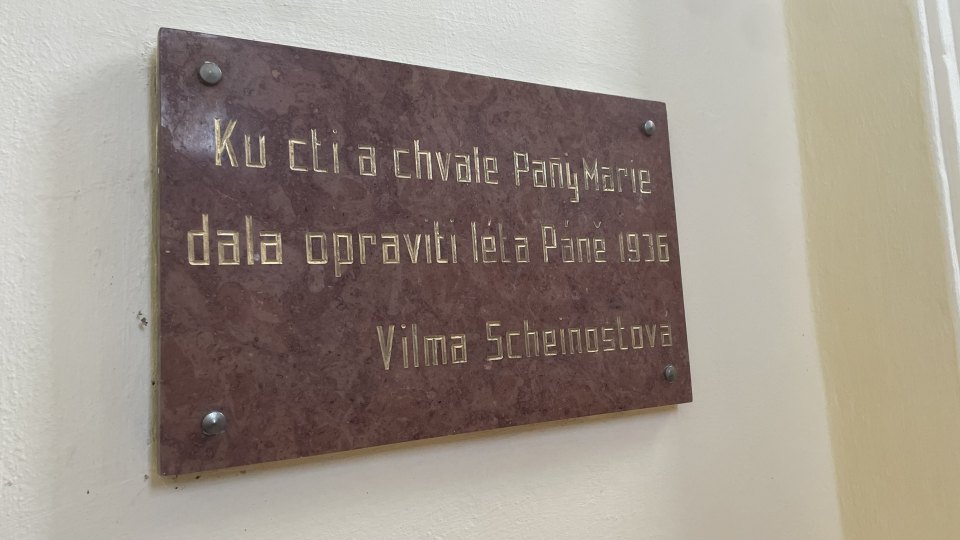 Ku cti a chvále Panny Marie
dala opraviti léta Páně 1936
Vilma Scheinostová